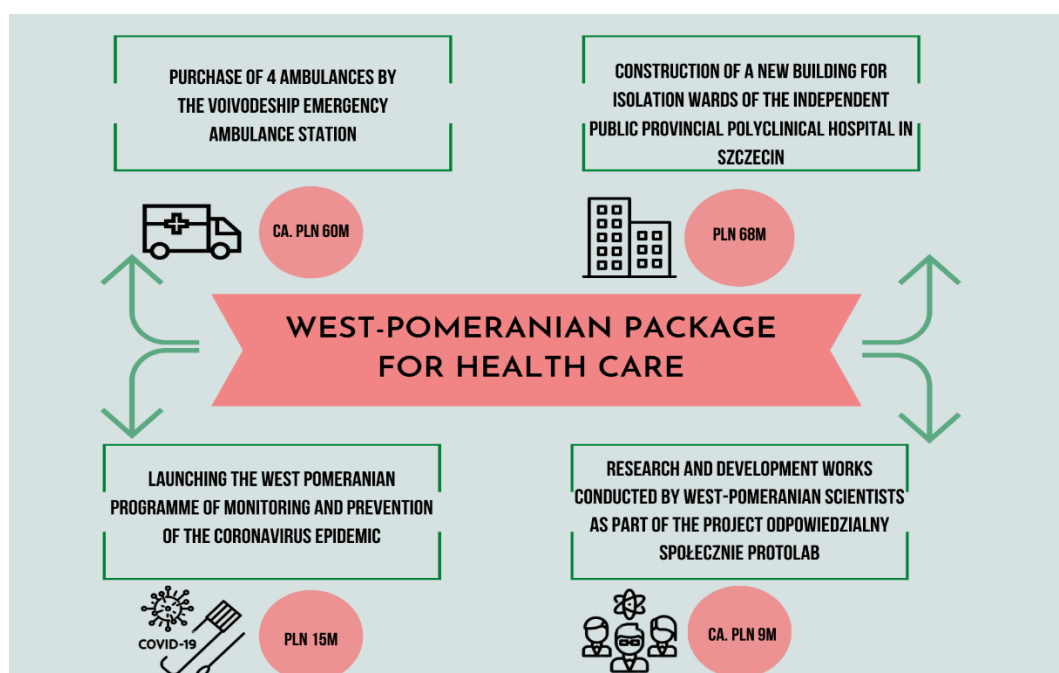 PURCHASE OF 4 AMBULANCES BY
THE VOIVODESHIP EMERGENCY
AMBULANCE STATION
CA. PLN 60M
CONSTRUCTION OF A NEW BUILDING FOR
ISOLATION WARDS OF THE INDEPENDENT
PUBLIC PROVINCIAL POLYCLINICAL HOSPITAL IN
SZCZECIN
PLN 68M
WEST-POMERANIAN PACKAGE
FOR HEALTH CARE
LAUNCHING THE WEST POMERANIAN
PROGRAMME OF MONITORING AND PREVENTION
OF THE CORONAVIRUS EPIDEMIC
COVID-19
PLN 15M
RESEARCH AND DEVELOPMENT WORKS
CONDUCTED BY WEST-POMERANIAN SCIENTISTS
AS PART OF THE PROJECT ODPOWIEDZIALNY
SPOŁECZNIE PROTOLAB
CA. PLN 9M